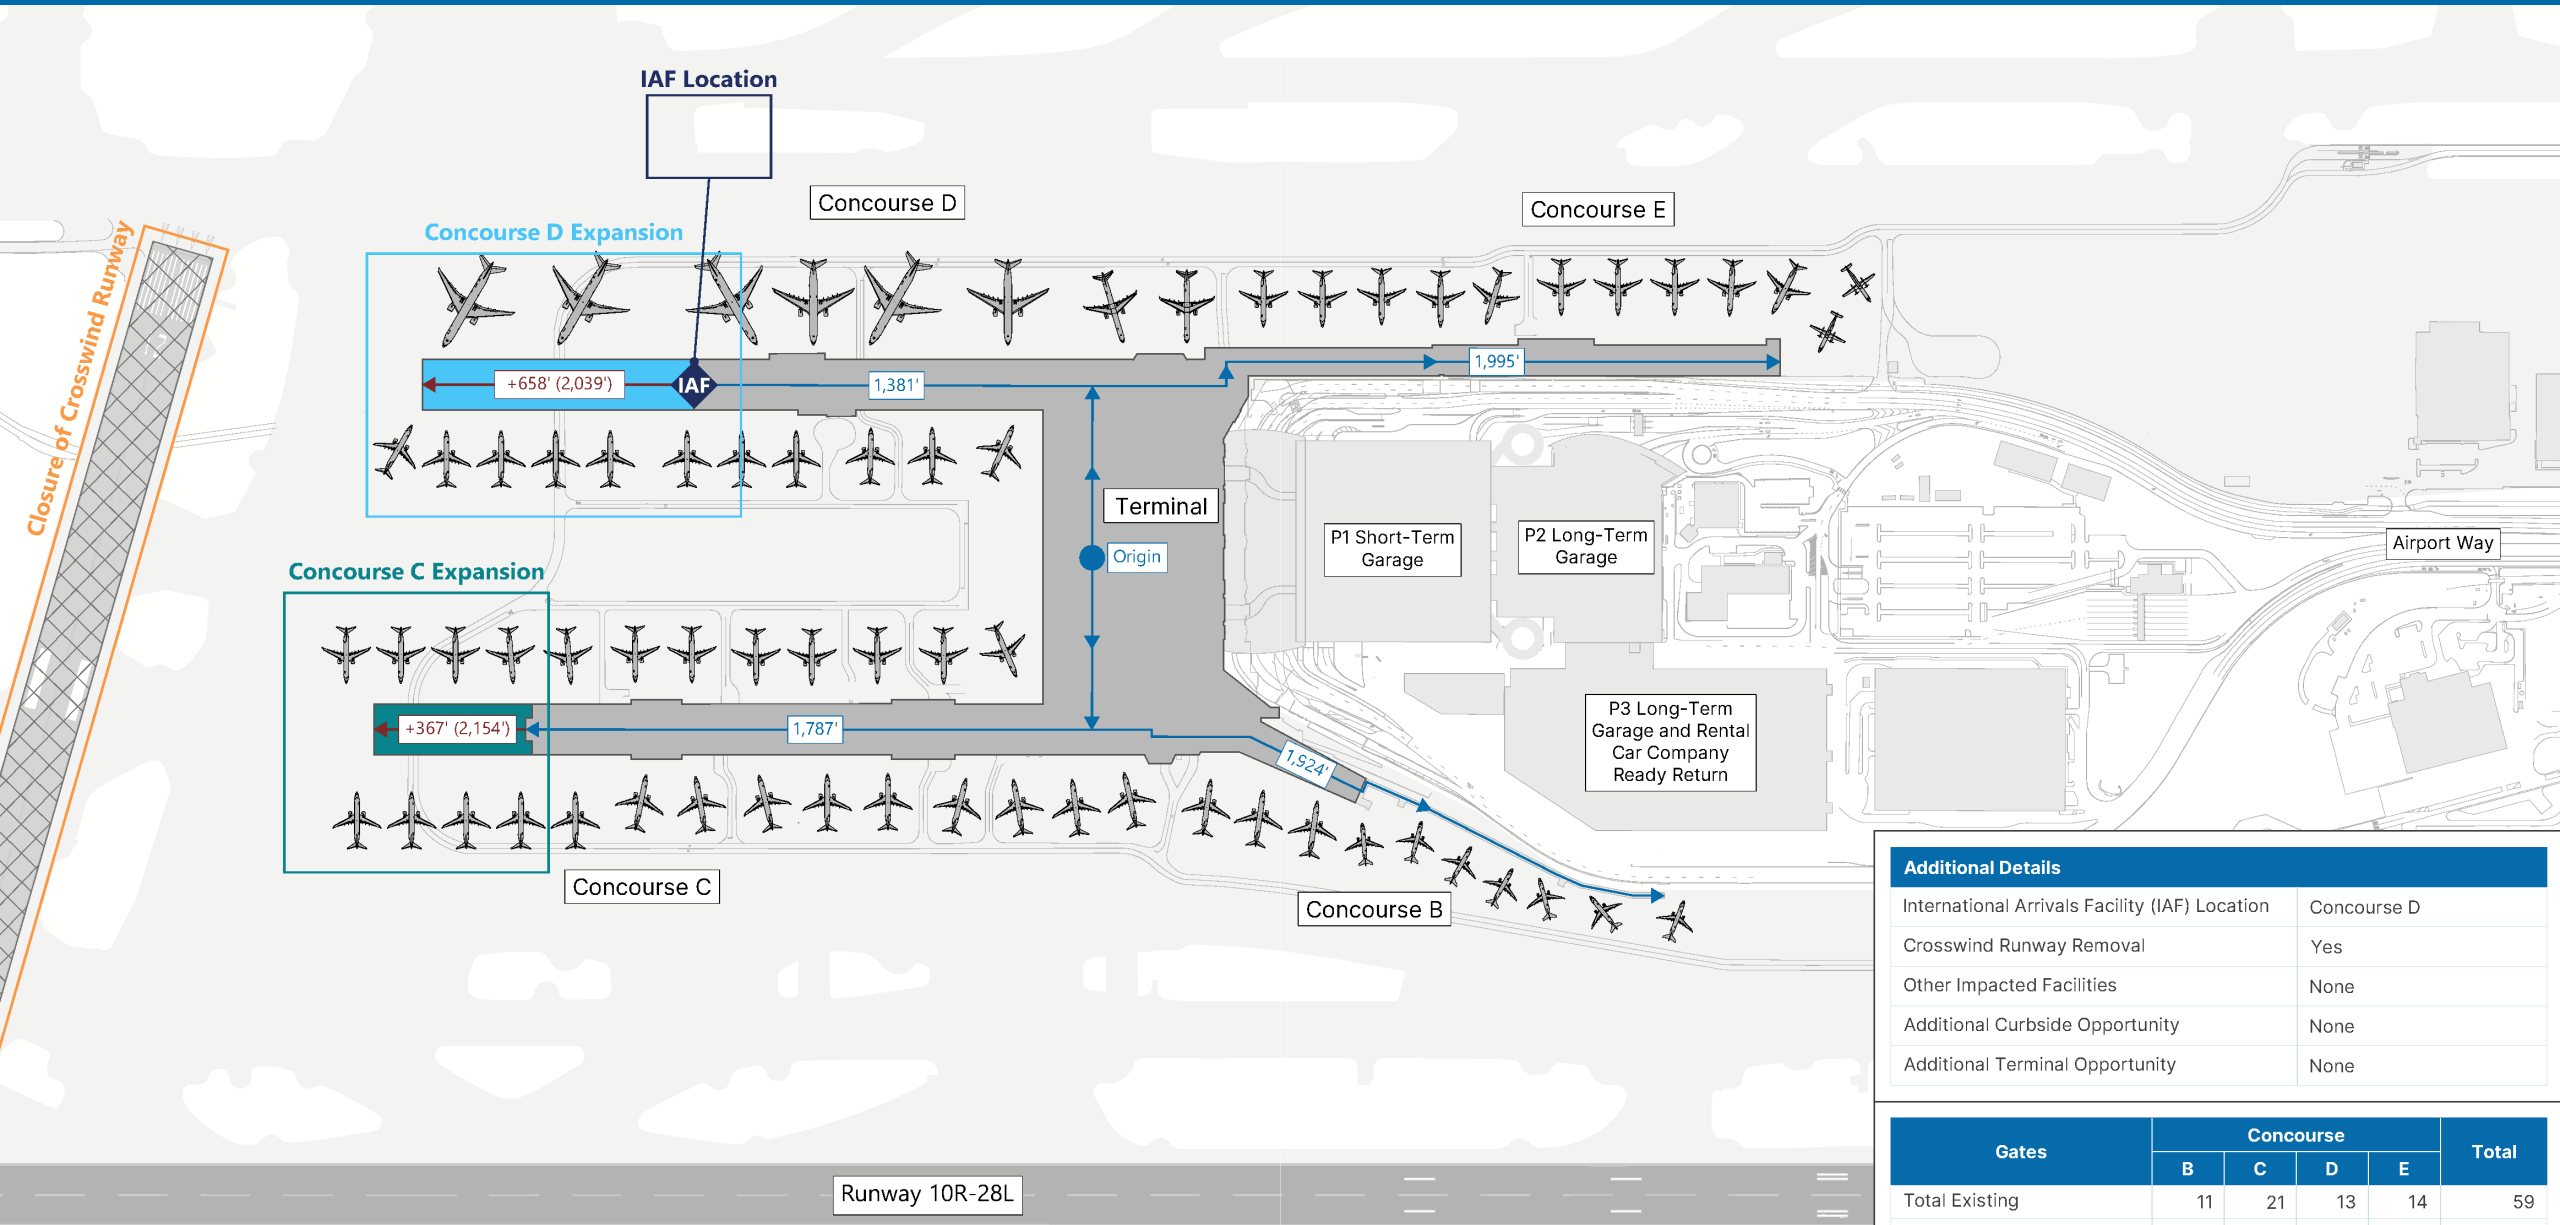 IAF Location
Concourse D
Concourse E
Concourse D Expansion
Closure of Crosswind Runway
+658' (2,039')
IAF
1,381'
1,995'
Terminal
Origin
P1 Short-Term
Garage
P2 Long-Term
Garage
Airport Way
Concourse C Expansion
+367' (2,154')
1,787'
1,924'
P3 Long-Term
Garage and Rental
Car Company
Ready Return
Concourse C
Concourse B
Runway 10R-28L
Additional Details
International Arrivals Facility (IAF) Location Concourse D
Crosswind Runway Removal Yes
Other Impacted Facilities None
Additional Curbside Opportunity None
Additional Terminal Opportunity None
Gates Concourse Total
B C D E
Total Existing 11 21 13 14 59